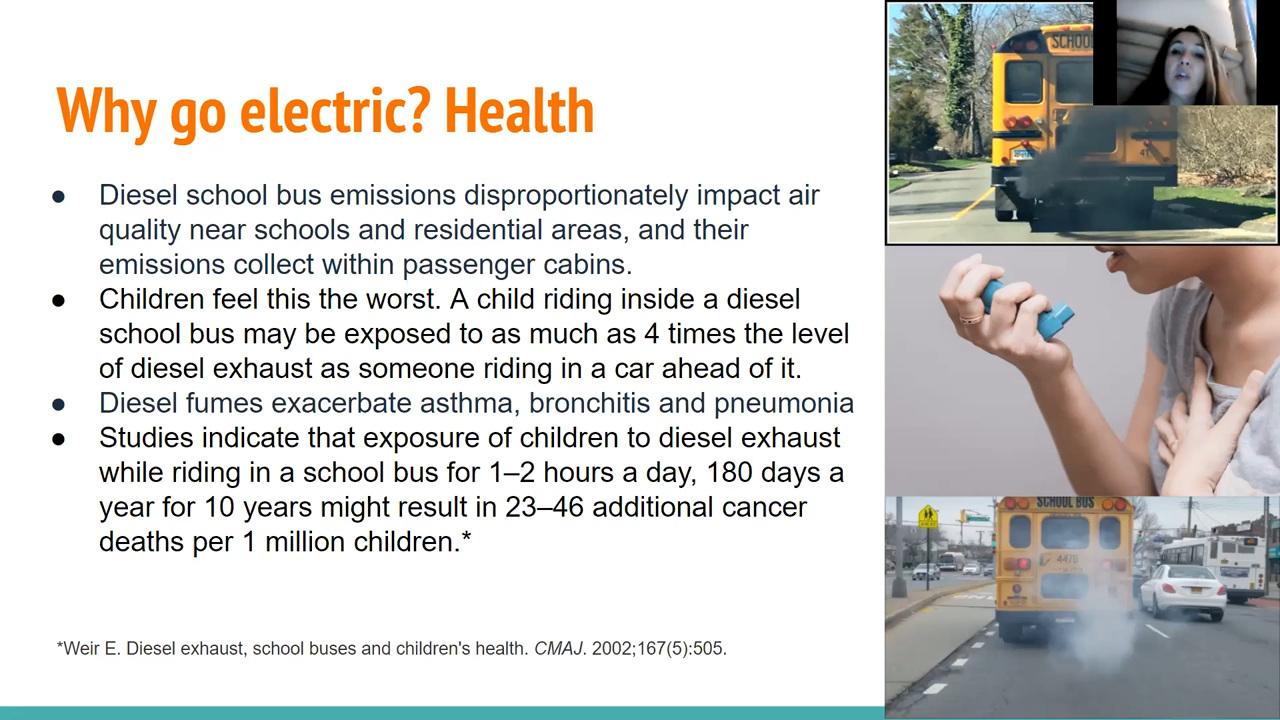 Why go electric? Health
● Diesel school bus emissions disproportionately impact air
quality near schools and residential areas, and their
emissions collect within passenger cabins.
● Children feel this the worst. A child riding inside a diesel
school bus may be exposed to as much as 4 times the level
of diesel exhaust as someone riding in a car ahead of it.
● Diesel fumes exacerbate asthma, bronchitis and pneumonia
● Studies indicate that exposure of children to diesel exhaust
while riding in a school bus for 1–2 hours a day, 180 days a
year for 10 years might result in 23–46 additional cancer
deaths per 1 million children.*
*Weir E. Diesel exhaust, school buses and children's health. CMAJ. 2002;167(5):505.
SCHOOL
SCHOOL BUS
4476